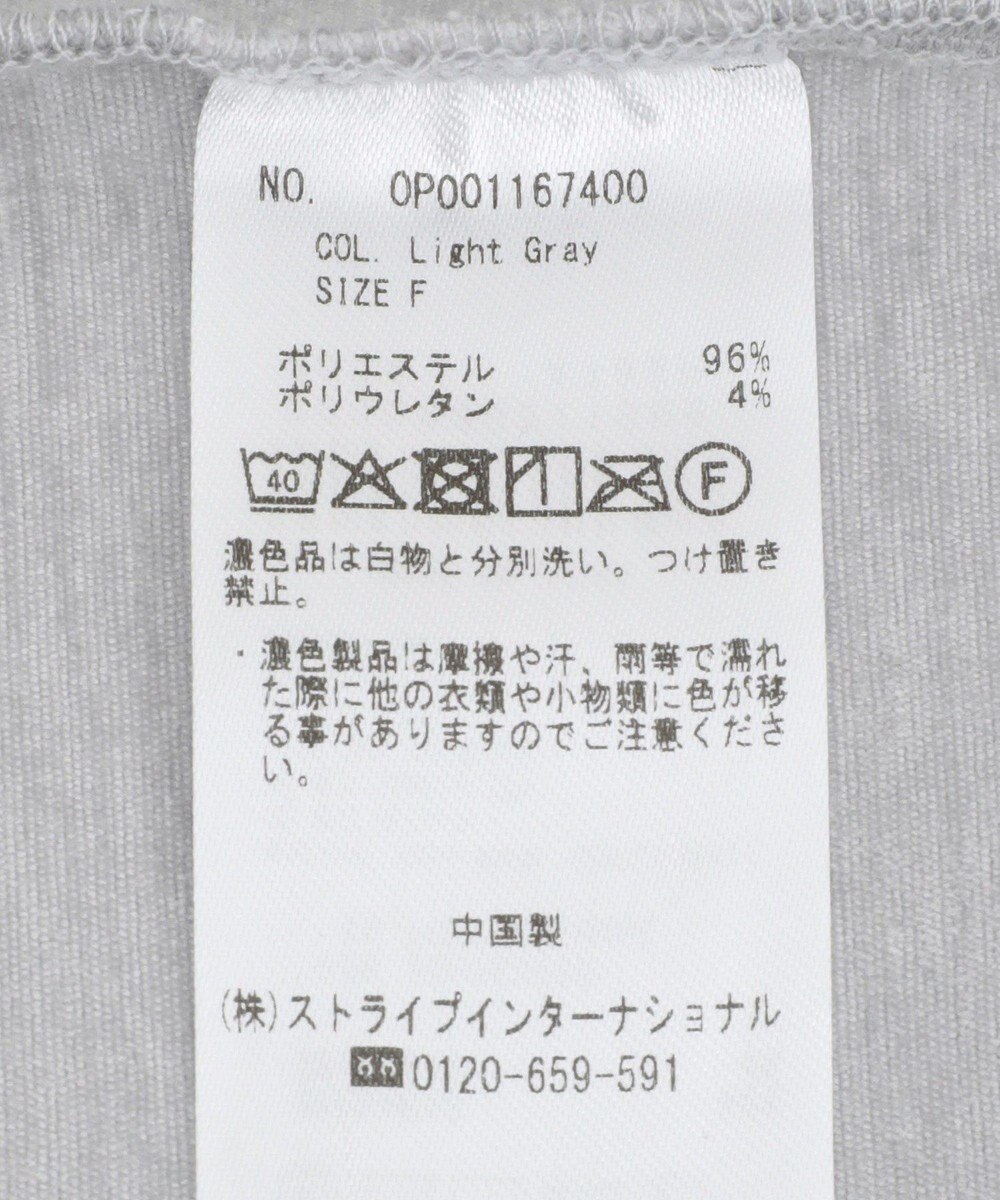 NO. OP001167400
COL. Light Gray
SIZE F
ポリエステル 96%
ポリウレタン 4%
40
F
濃色品は白物と分別洗い。つけ置き
禁止。
・濃色製品は摩擦や汗、雨等で濡れ
た際に他の衣類や小物類に色が移
る事がありますのでご注意くださ
い。
中国製
(株)ストライプインターナショナル
0120-659-591